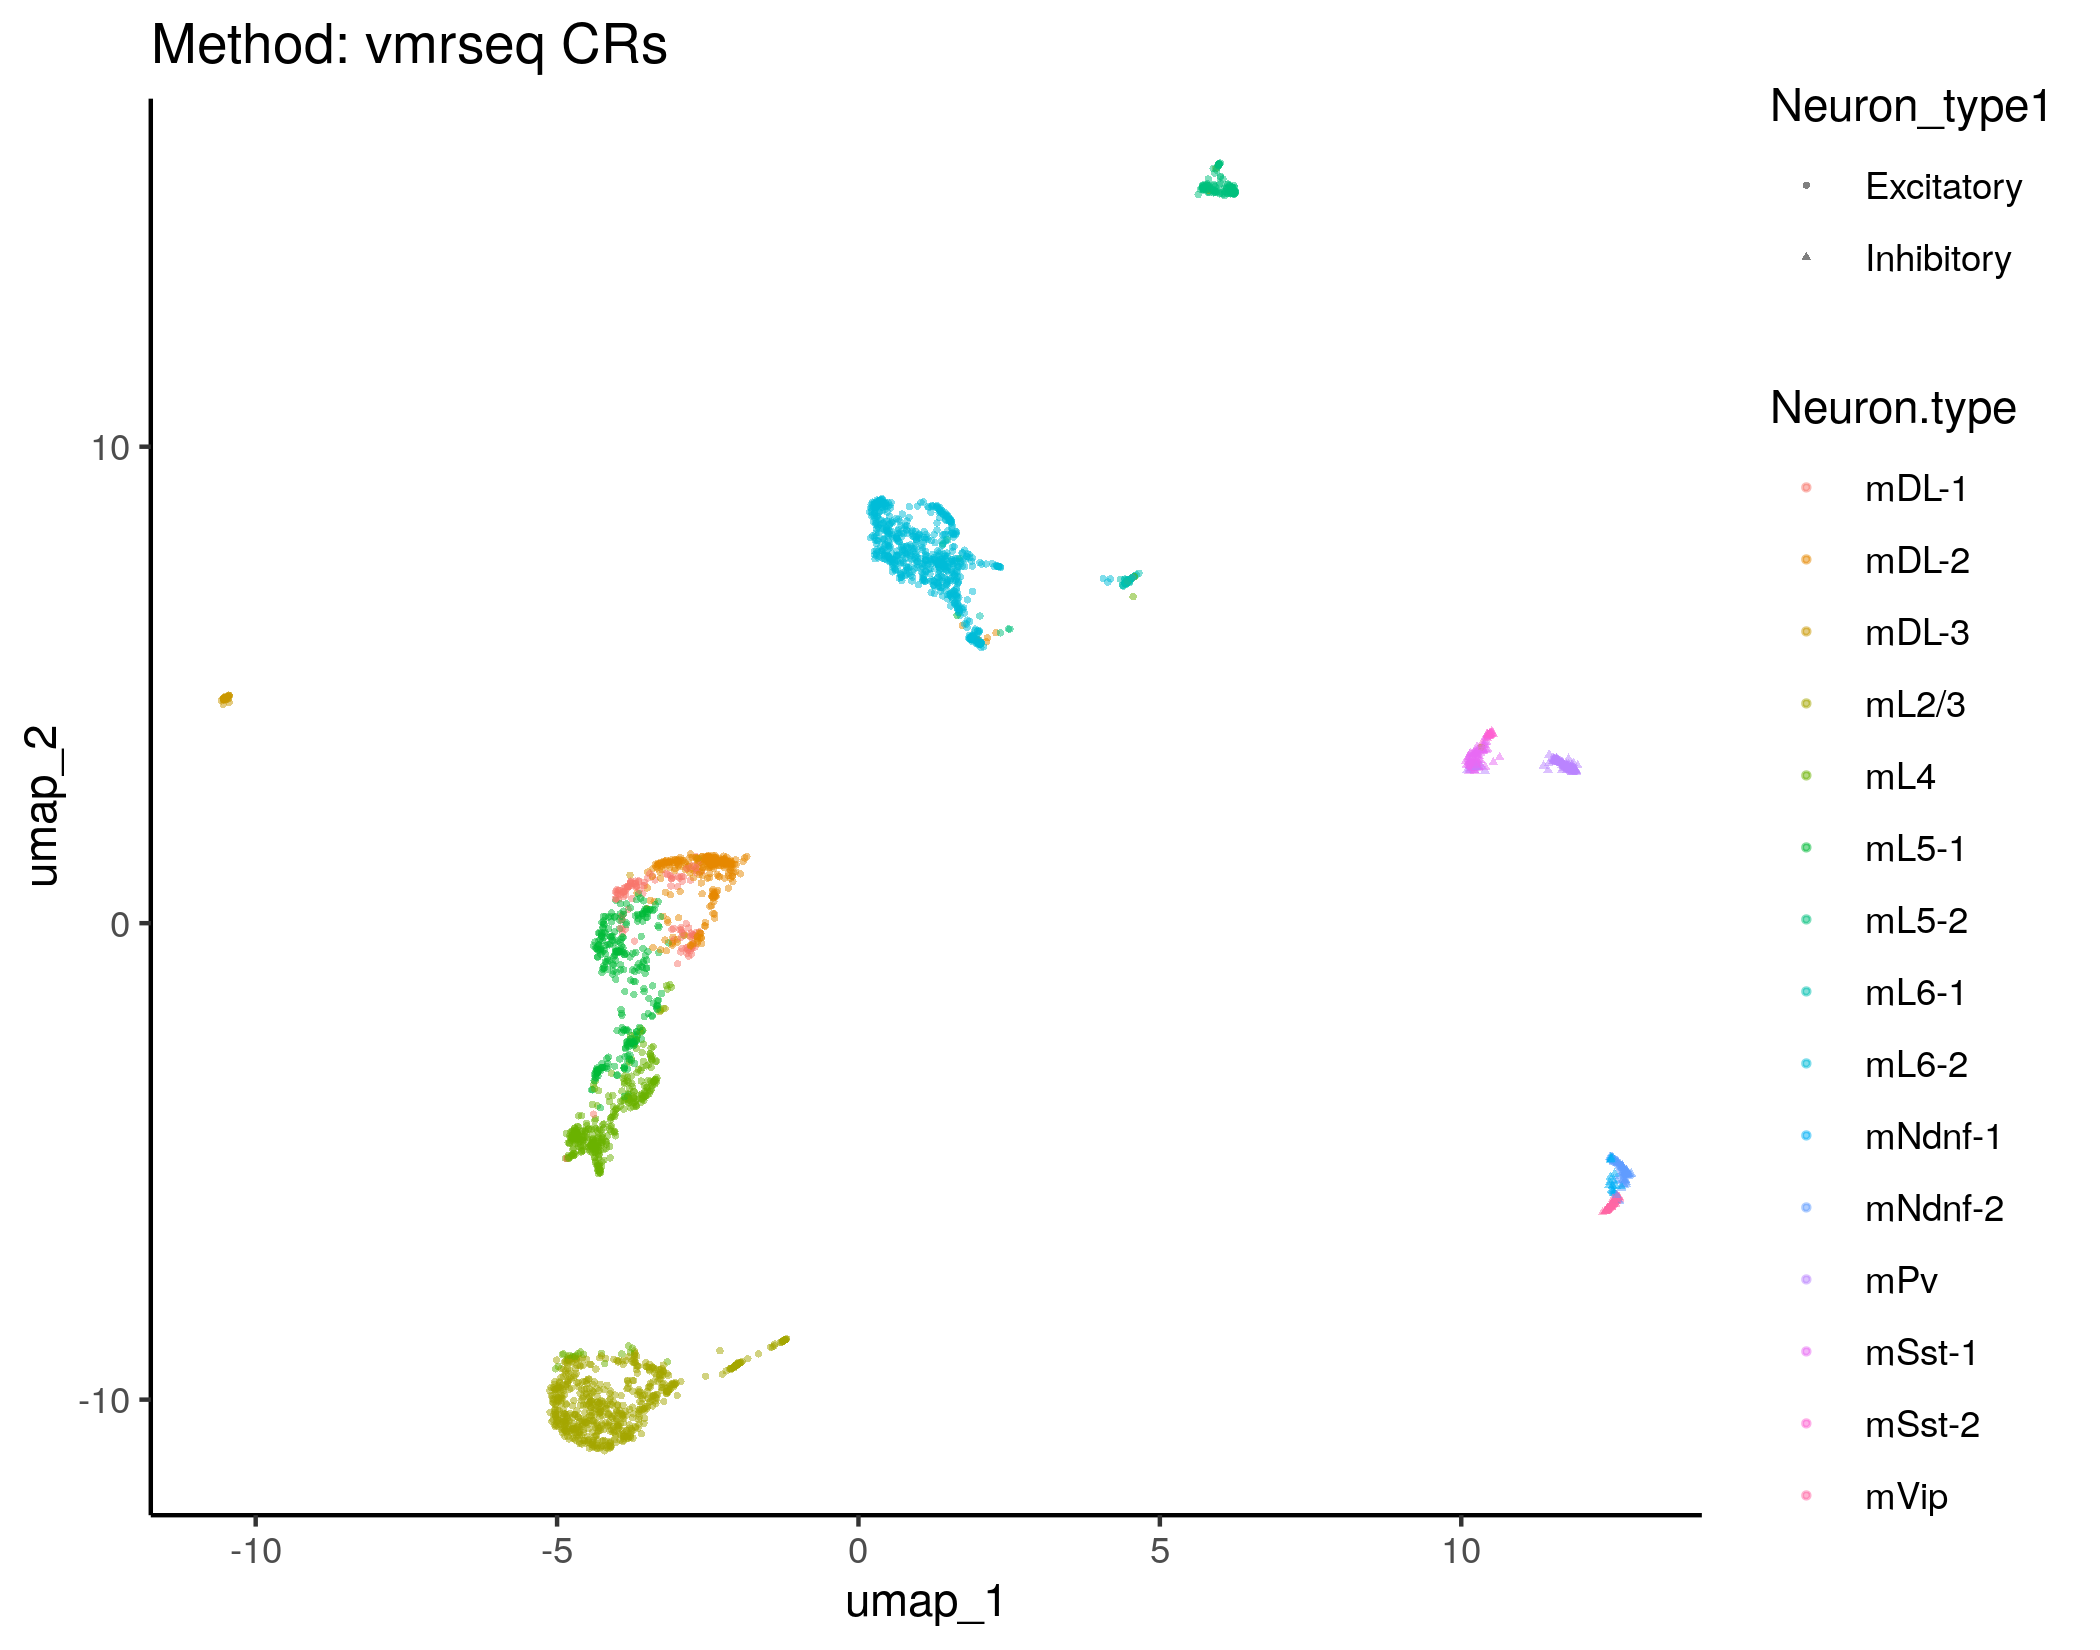 Method: vmrseq CRs
umap_2
10
0
-10
-10
-5
0
5
10
umap_1
Neuron_type1
Excitatory
Inhibitory
Neuron.type
mDL-1
mDL-2
mDL-3
mL2/3
mL4
mL5-1
mL5-2
mL6-1
mL6-2
mNdnf-1
mNdnf-2
mPv
mSst-1
mSst-2
mVip